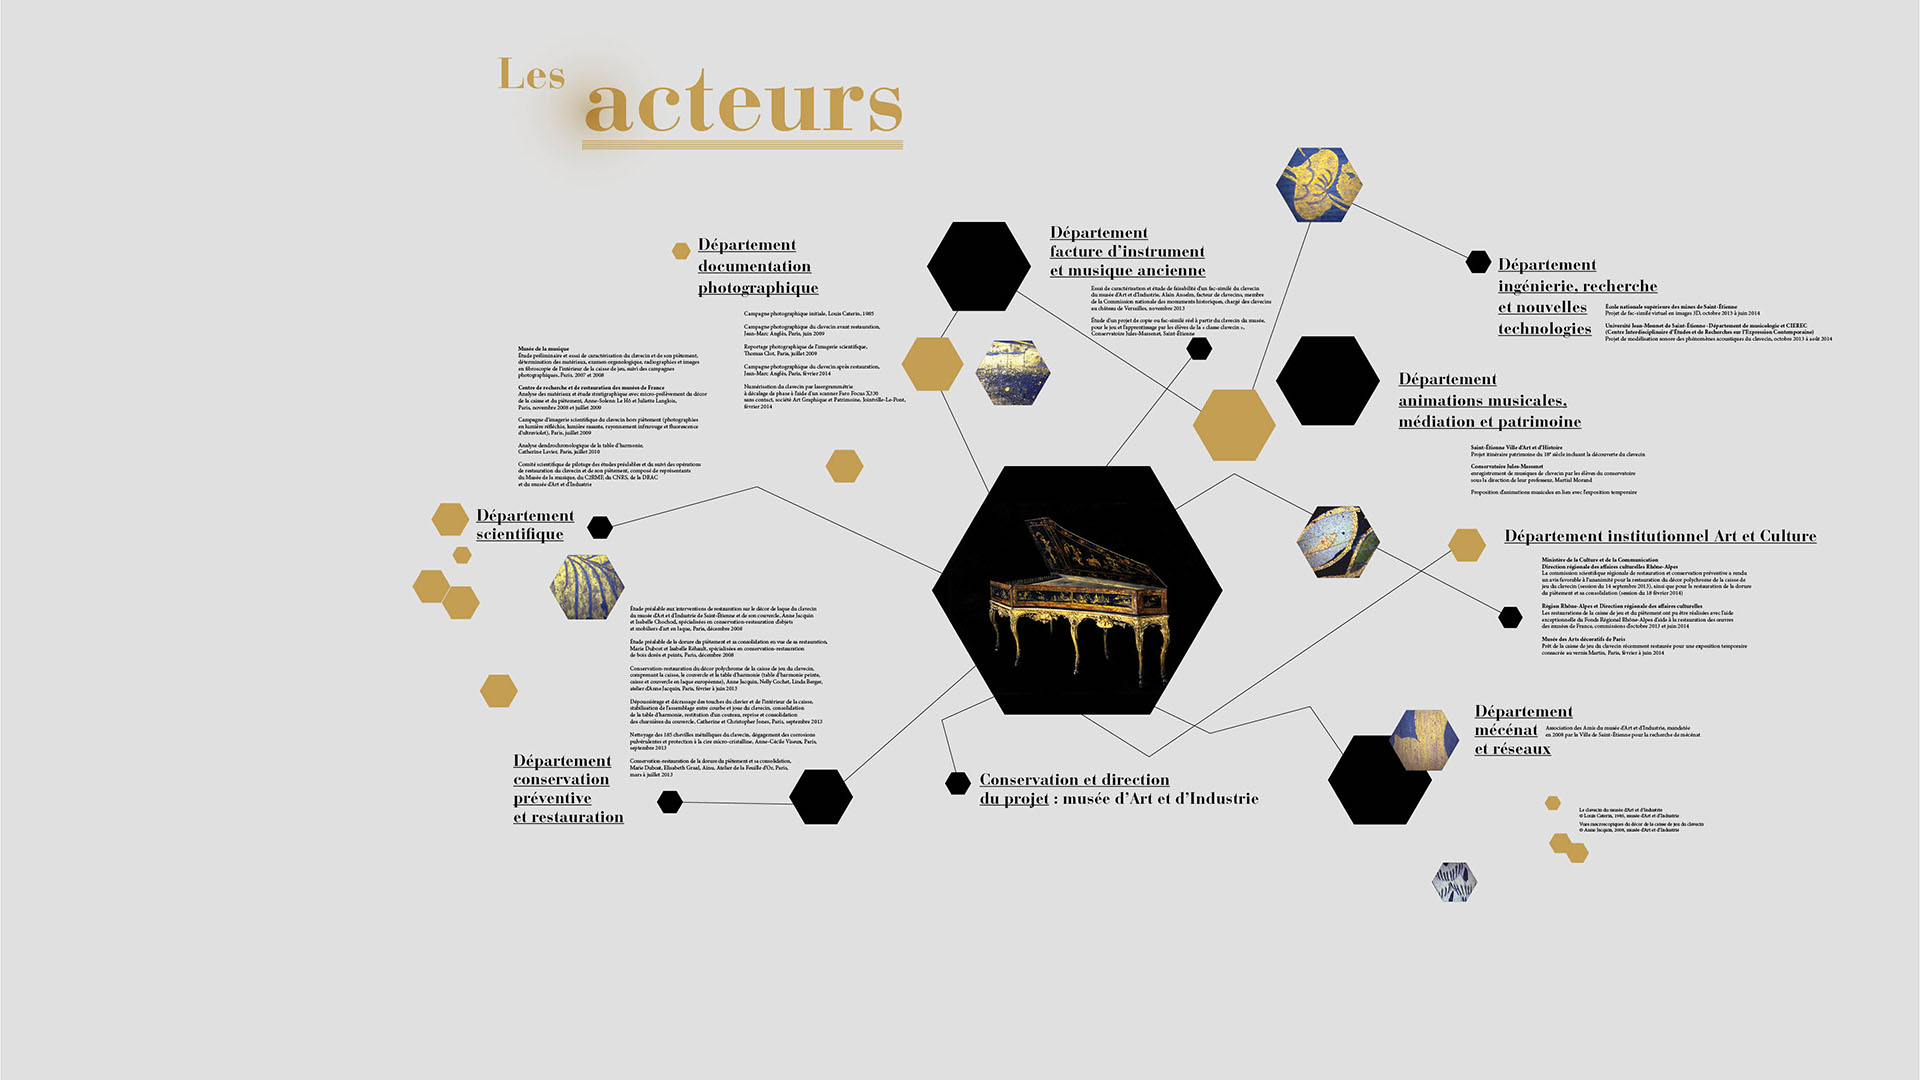 Les
acteurs
Département
documentation
photographique
Campagne photographique initiale, Louis Caterin, 1985
Campagne photographique du clavecin avant restauration,
Jean-Marc Anglès, Paris, juin 2009
Reportage photographique de l'imagerie scientifique,
Thomas Clot, Paris, juillet 2009
Campagne photographique du clavecin après restauration,
Jean-Marc Anglès, Paris, février 2014
Numérisation du clavecin par lasergrammétrie
à décalage de phase à l'aide d'un scanner Faro Focus X330
sans contact, société Art Graphique et Patrimoine, Jointville-Le-Pont,
février 2014
Département
facture d'instrument
et musique ancienne
Essai de caractérisation et étude de faisabilité d'un fac-similé du clavecin
du musée d'Art et d'Industrie, Alain Anselm, facteur de clavecins, membre
de la Commission nationale des monuments historiques, chargé des clavecins
au château de Versailles, novembre 2013
Étude d'un projet de copie ou fac-similé réel à partir du clavecin du musée,
pour le jeu et l'apprentissage par les élèves de la « classe clavecin ».
Conservatoire Jules-Massenet, Saint-Étienne
Département
ingénierie, recherche
et nouvelles
technologies
École nationale supérieure des mines de Saint-Étienne
Projet de fac-similé virtuel en images 3D, octobre 2013 à juin 2014
Université Jean-Monnet de Saint-Étienne - Département de musicologie et CIEREC
(Centre Interdisciplinaire d'Études et de Recherches sur l'Expression Contemporaine)
Projet de modélisation sonore des phénomènes acoustiques du clavecin, octobre 2013 à août 2014
Département
animations musicales,
médiation et patrimoine
Saint-Étienne Ville d'Art et d'Histoire
Projet itinéraire patrimoine du 18e siècle incluant la découverte du clavecin
Conservatoire Jules-Massenet
enregistrement de musiques de clavecin par les élèves du conservatoire
sous la direction de leur professeur, Martial Morand
Proposition d'animations musicales en lien avec l'exposition temporaire
Musée de la musique
Étude préliminaire et essai de caractérisation du clavecin et de son piètement,
détermination des matériaux, examen organologique, radiographies et images
en fibroscopie de l'intérieur de la caisse de jeu, suivi des campagnes
photographiques, Paris, 2007 et 2008
Centre de recherche et de restauration des musées de France
Analyse des matériaux et étude stratigraphique avec micro-prélèvement du décor
de la caisse et du piètement, Anne-Solenn Le Hô et Juliette Langlois,
Paris, novembre 2008 et juillet 2009
Campagne d'imagerie scientifique du clavecin hors piètement (photographies
en lumière réfléchie, lumière rasante, rayonnement infrarouge et fluorescence
d'ultraviolet), Paris, juillet 2009
Analyse dendrochronologique de la table d'harmonie,
Catherine Lavier, Paris, juillet 2010
Comité scientifique de pilotage des études préalables et du suivi des opérations
de restauration du clavecin et de son piètement, composé de représentants
du Musée de la musique, du C2RMF, du CNRS, de la DRAC
et du musée d'Art et d'Industrie
Département
scientifique
Département institutionnel Art et Culture
Ministère de la Culture et de la Communication
Direction régionale des affaires culturelles Rhône-Alpes
La commission scientifique régionale de restauration et conservation préventive a rendu
un avis favorable à l'unanimité pour la restauration du décor polychrome de la caisse de
jeu du clavecin (session du 14 septembre 2013), ainsi que pour la restauration de la dorure
du piètement et sa consolidation (session du 18 février 2014)
Région Rhône-Alpes et Direction régionale des affaires culturelles
Les restaurations de la caisse de jeu et du piètement ont pu être réalisées avec l'aide
exceptionnelle du Fonds Régional Rhône-Alpes d'aide à la restauration des œuvres
des musées de France, commissions d'octobre 2013 et juin 2014
Musée des Arts décoratifs de Paris
Prêt de la caisse de jeu du clavecin récemment restaurée pour une exposition temporaire
consacrée au vernis Martin, Paris, février à juin 2014
Étude préalable aux interventions de restauration sur le décor de laque du clavecin
du musée d'Art et d'Industrie de Saint-Étienne et de son couvercle, Anne Jacquin
et Isabelle Chochod, spécialisées en conservation-restauration d'objets
et mobiliers d'art en laque, Paris, décembre 2008
Étude préalable de la dorure du piètement et sa consolidation en vue de sa restauration,
Marie Dubost et Isabelle Réhault, spécialisées en conservation-restauration
de bois dorés et peints, Paris, décembre 2008
Conservation-restauration du décor polychrome de la caisse de jeu du clavecin,
comprenant la caisse, le couvercle et la table d'harmonie (table d'harmonie peinte,
caisse et couvercle en laque européenne), Anne Jacquin, Nelly Cochet, Linda Berger,
atelier d'Anne Jacquin, Paris, février à juin 2013
Dépoussiérage et décrassage des touches du clavier et de l'intérieur de la caisse,
stabilisation de l'assemblage entre courbe et joue du clavecin, consolidation
de la table d'harmonie, restitution d'un couteau, reprise et consolidation
des charnières du couvercle, Catherine et Christopher Jones, Paris, septembre 2013
Nettoyage des 185 chevilles métalliques du clavecin, dégagement des corrosions
pulvérulentes et protection à la cire micro-cristalline, Anne-Cécile Viseux, Paris,
septembre 2013
Conservation-restauration de la dorure du piètement et sa consolidation,
Marie Dubost, Elisabeth Graal, Atelier de la Feuille d'Or, Paris,
mars à juillet 2013
Département
conservation
préventive
et restauration
Conservation et direction
du projet : musée d'Art et d'Industrie
Département
mécénat
et réseaux
Association des Amis du musée d'Art et d'Industrie, mandatée
en 2008 par la Ville de Saint-Étienne pour la recherche de mécénat
Le clavecin du musée d'Art et d'Industrie
© Louis Caterin, 1985, musée d'Art et d'Industrie
Vues macroscopiques du décor de la caisse de jeu du clavecin
© Anne Jacquin, 2008, musée d'Art et d'Industrie